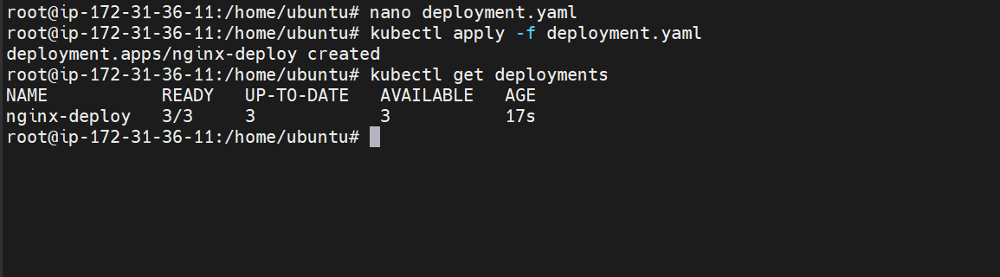 root@ip-172-31-36-11:/home/ubuntu# nano deployment.yaml
root@ip-172-31-36-11:/home/ubuntu# kubectl apply -f deployment.yaml
deployment.apps/nginx-deploy created
root@ip-172-31-36-11:/home/ubuntu# kubectl get deployments
NAME           READY   UP-TO-DATE   AVAILABLE   AGE
nginx-deploy   3/3     3            3           17s
root@ip-172-31-36-11:/home/ubuntu#